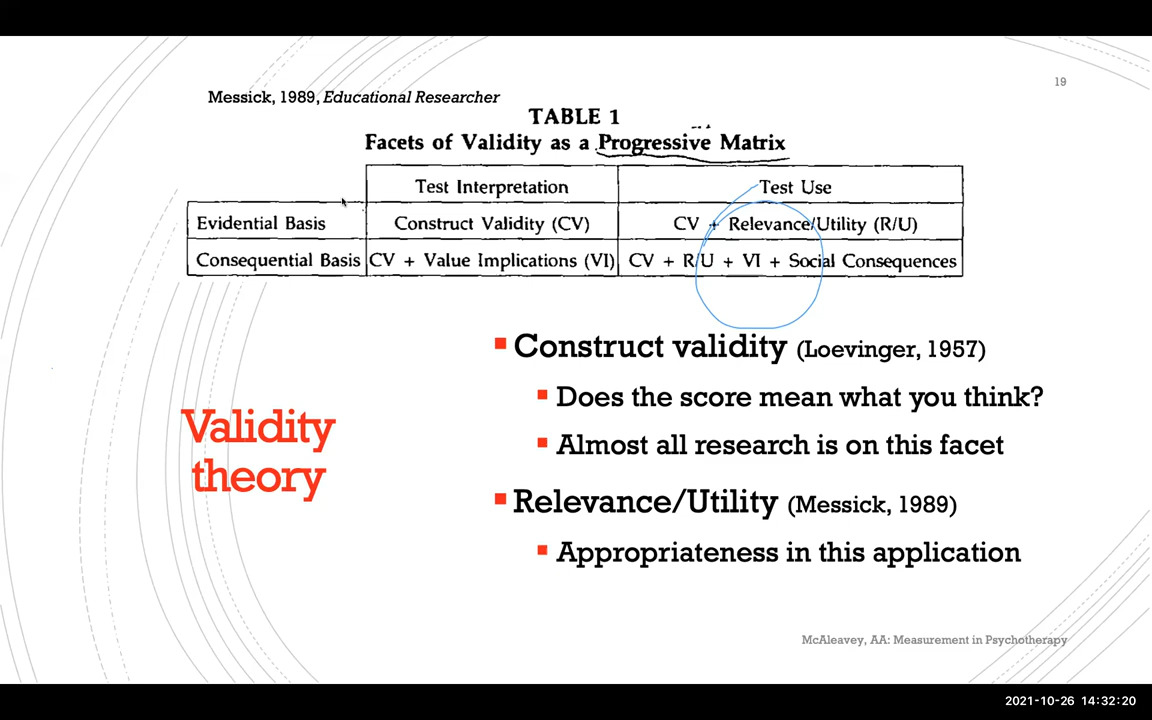 19
Messick, 1989, Educational Researcher
TABLE 1
Facets of Validity as a Progressive Matrix
Test Interpretation Test Use
Evidential Basis Construct Validity (CV) CV + Relevance/Utility (R/U)
Consequential Basis CV + Value Implications (VI) CV + R/U + VI + Social Consequences
Construct validity (Loevinger, 1957)
Does the score mean what you think?
Almost all research is on this facet
Validity
theory
Relevance/Utility (Messick, 1989)
Appropriateness in this application
McAleavey, AA: Measurement in Psychotherapy
2021-10-26 14:32:20